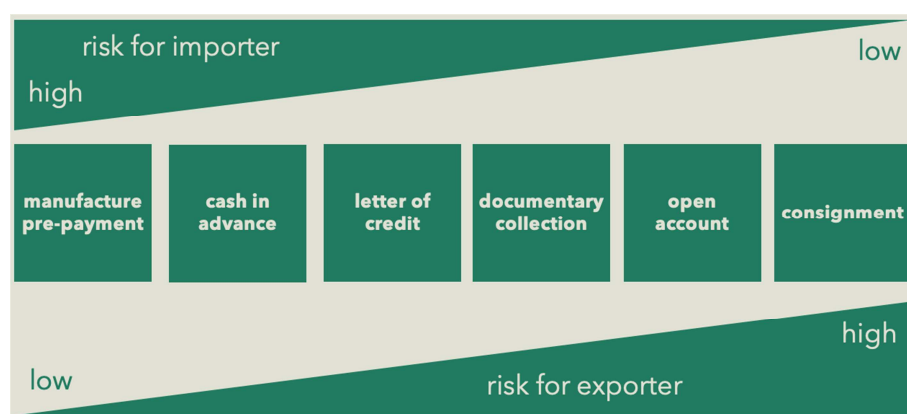 risk for importer
low
high
manufacture
pre-payment
cash in
advance
letter of
credit
documentary
collection
open
account
consignment
high
low
risk for exporter